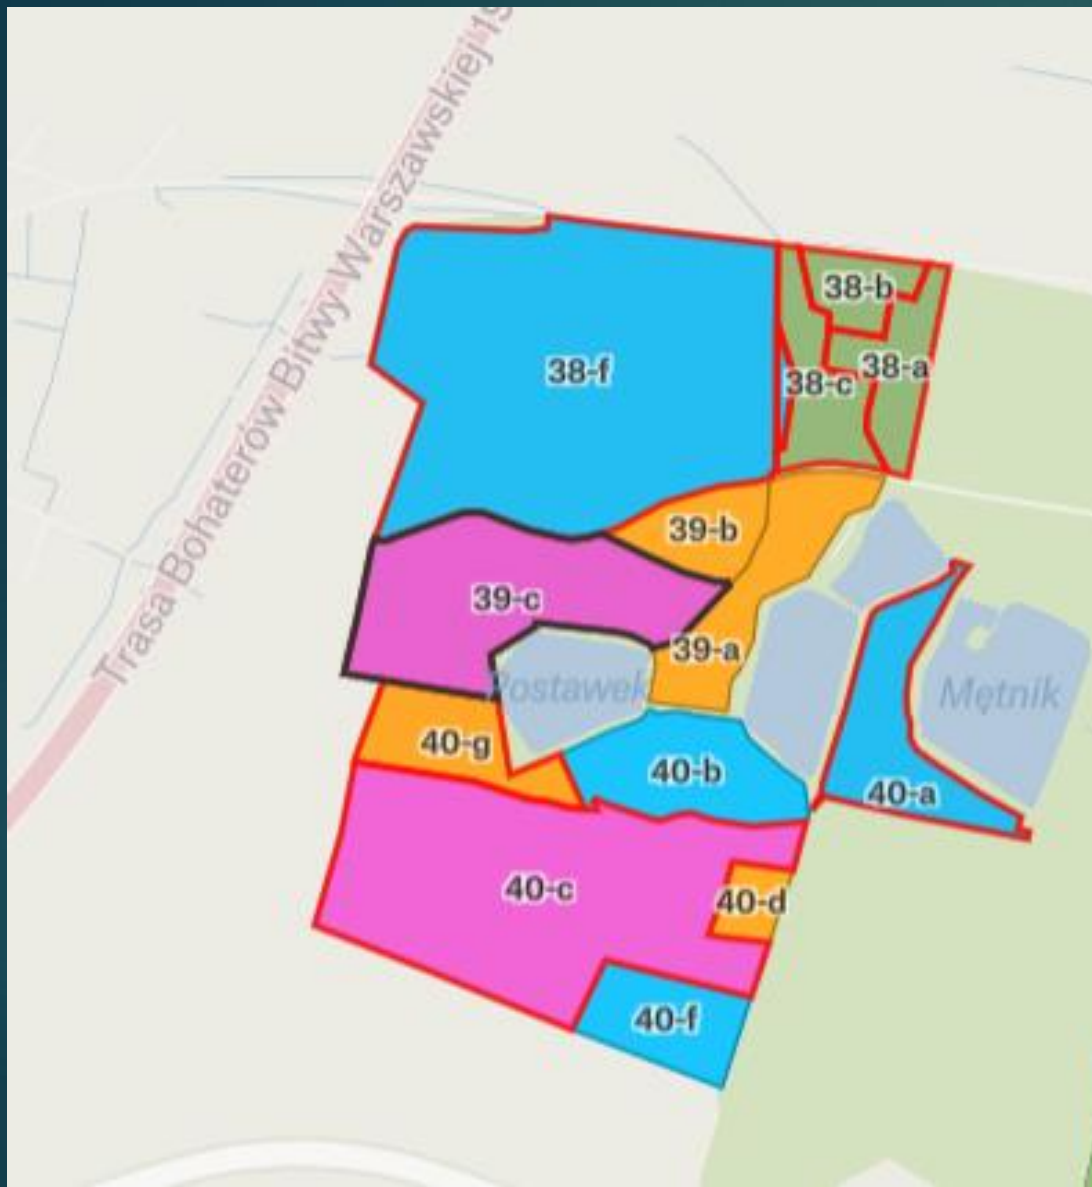 Trasa Bohaterów Bitwy Warszawskiej 19
38-b
38-f
38-a
38-c
39-b
39-c
39-a
Postawek
Mętnik
40-g
40-b
40-a
40-c
40-d
40-f